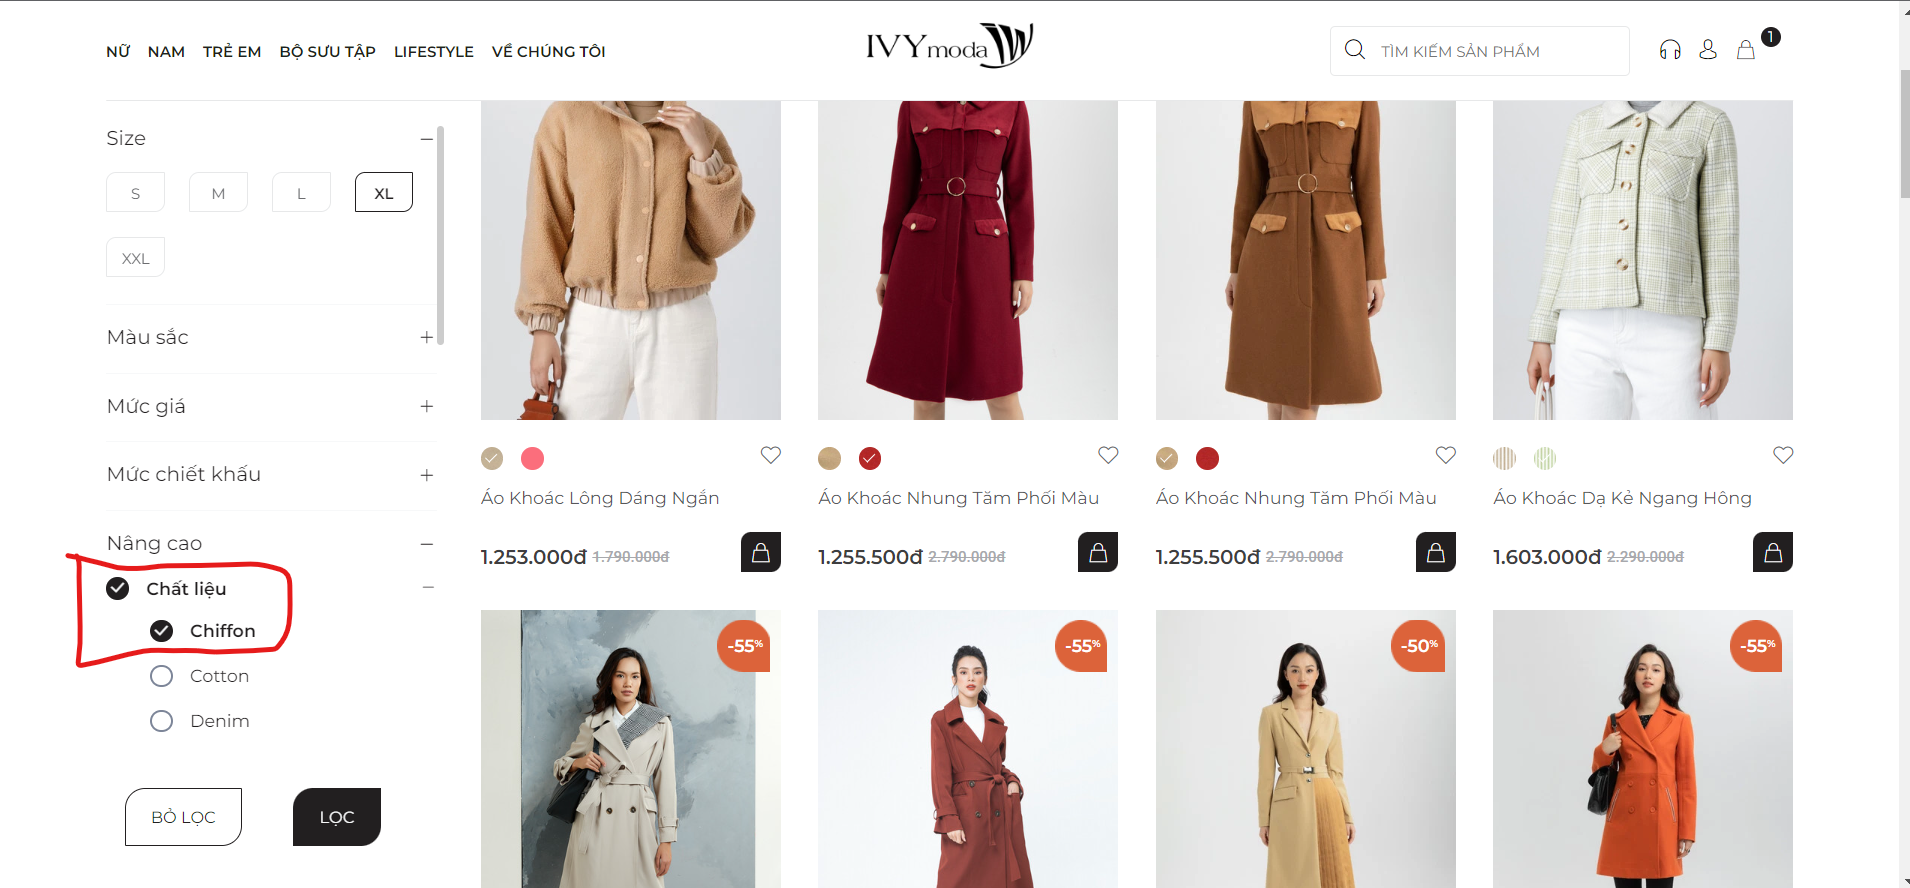 NỮ NAM TRẺ EM BỘ SƯU TẬP LIFESTYLE VỀ CHÚNG TÔI
IVY moda
TÌM KIẾM SẢN PHẨM
1
Size
S M L XL
XXL
Màu sắc
Mức giá
Mức chiết khấu
Nâng cao
Chất liệu
Chiffon
Cotton
Denim
BỎ LỌC LỌC
Áo Khoác Lông Dáng Ngắn
1.253.000đ 1.790.000đ
Áo Khoác Nhung Tăm Phối Màu
1.255.500đ 2.790.000đ
Áo Khoác Nhung Tăm Phối Màu
1.255.500đ 2.790.000đ
Áo Khoác Dạ Kẻ Ngang Hông
1.603.000đ 2.290.000đ
-55%
-55%
-50%
-55%